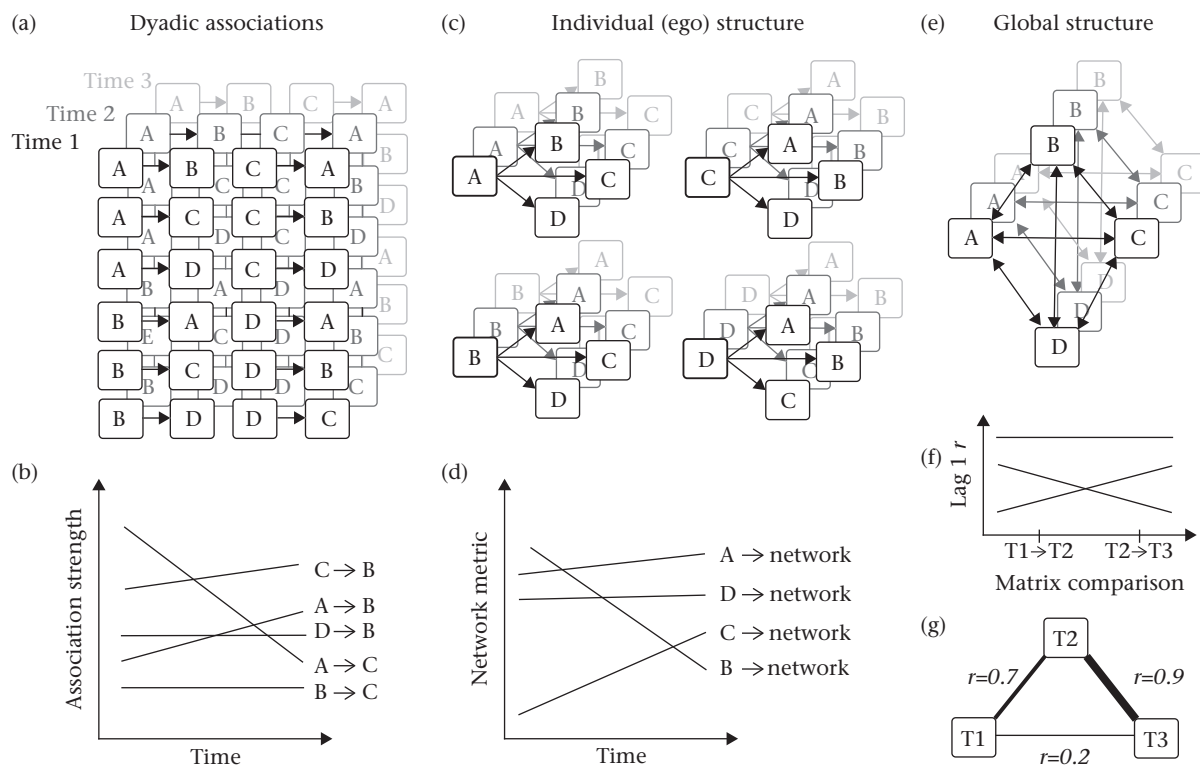 (a) Dyadic associations
Time 3
A B C A
Time 2
A B C A
Time 1
A B C A
B
A C C B
A C C B
D
A C C B
A D C D
A D C D
A
B A D A
B A D A
E C D B
C
B C D B
B D D C
B D D C
(b)
Association strength
C → B
A → B
D → B
A → C
B → C
Time
(c) Individual (ego) structure
B
A B C
A B C
A D C
D
A
C A B
C A B
C D B
D
A
B A C
B A C
B D C
D
A
D A B
D A B
D C B
C
(d)
Network metric
A → network
D → network
C → network
B → network
Time
(e) Global structure
B
B
B
A C
A C
A C
D
D
D
(f)
Lag 1 r
T1→T2 T2→T3
Matrix comparison
(g)
T2
r=0.7 r=0.9
T1 T3
r=0.2